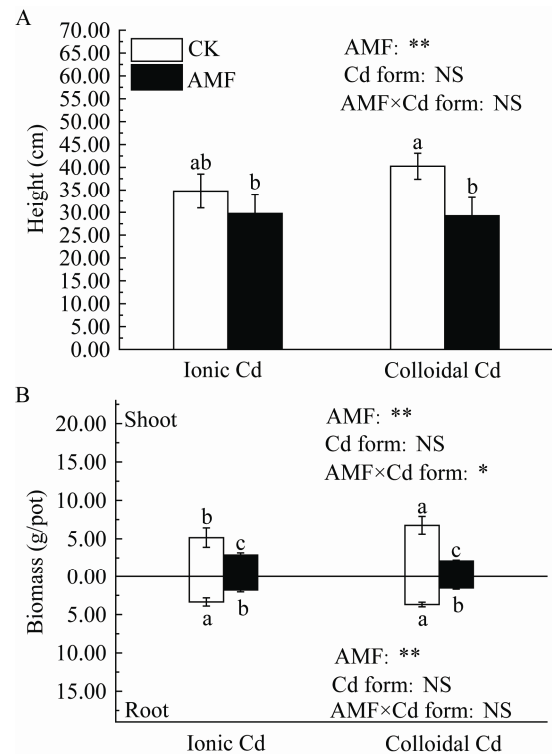 A
70.00
65.00
60.00
55.00
50.00
45.00
40.00
35.00
30.00
25.00
20.00
15.00
10.00
5.00
0.00
Height (cm)
CK
AMF
AMF: **
Cd form: NS
AMF×Cd form: NS
ab
b
a
b
Ionic Cd
Colloidal Cd
B
20.00
15.00
10.00
5.00
0.00
5.00
10.00
15.00
Biomass (g/pot)
Shoot
AMF: **
Cd form: NS
AMF×Cd form: *
b
c
a
c
a
b
a
b
AMF: **
Cd form: NS
AMF×Cd form: NS
Root
Ionic Cd
Colloidal Cd